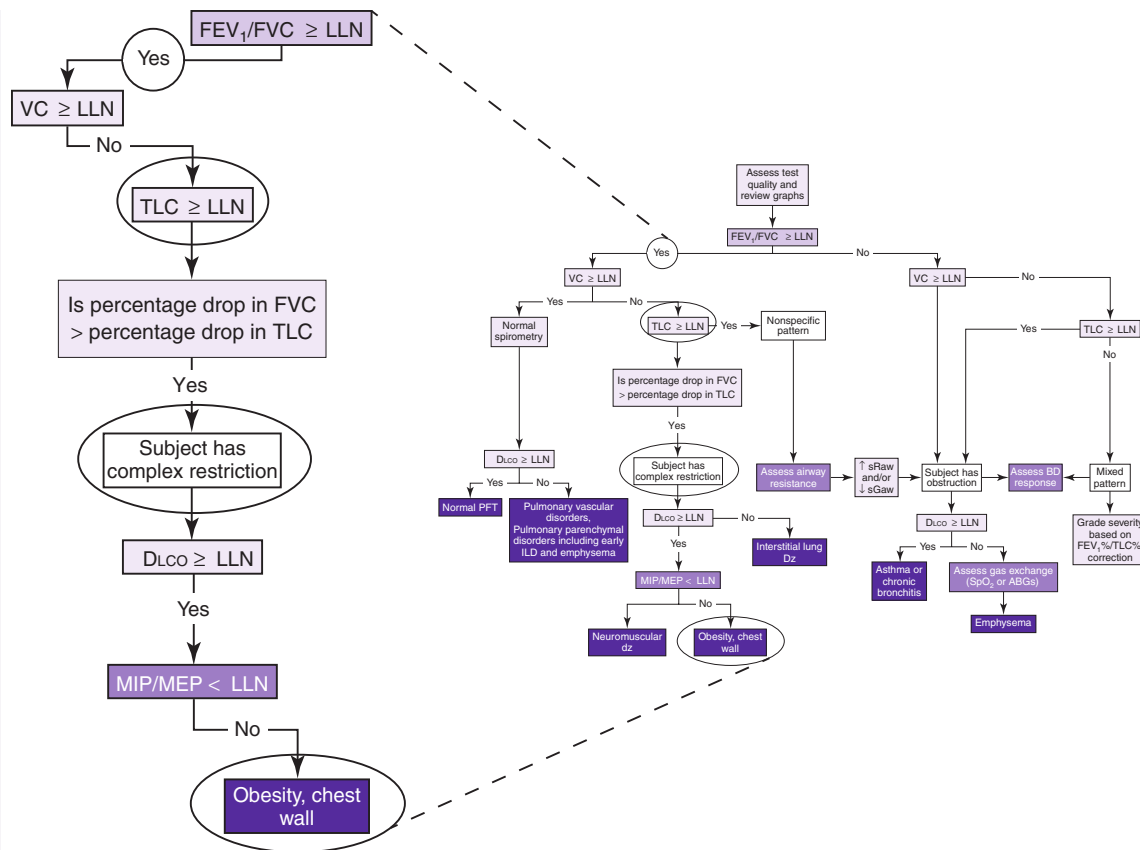 FEV₁/FVC ≥ LLN
Yes
VC ≥ LLN
No
TLC ≥ LLN
Is percentage drop in FVC
> percentage drop in TLC
Yes
Subject has
complex restriction
DLCO ≥ LLN
Yes
MIP/MEP < LLN
No
Obesity, chest
wall
Assess test
quality and
review graphs
FEV₁/FVC ≥ LLN
Yes
No
VC ≥ LLN
Yes
No
Normal
spirometry
TLC ≥ LLN
Yes
Nonspecific
pattern
Is percentage drop in FVC
> percentage drop in TLC
Yes
Subject has
complex restriction
DLCO ≥ LLN
Yes
No
Normal PFT
Pulmonary vascular
disorders,
Pulmonary parenchymal
disorders including early
ILD and emphysema
DLCO ≥ LLN
No
Yes
Interstitial lung
Dz
MIP/MEP < LLN
No
Neuromuscular
dz
Obesity, chest
wall
Assess airway
resistance
↑ sRaw
and/or
↓ sGaw
VC ≥ LLN
No
Yes
TLC ≥ LLN
No
Subject has
obstruction
Assess BD
response
Mixed
pattern
DLCO ≥ LLN
Yes
No
Grade severity
based on
FEV₁%/TLC%
correction
Asthma or
chronic
bronchitis
Assess gas exchange
(SpO₂ or ABGs)
Emphysema